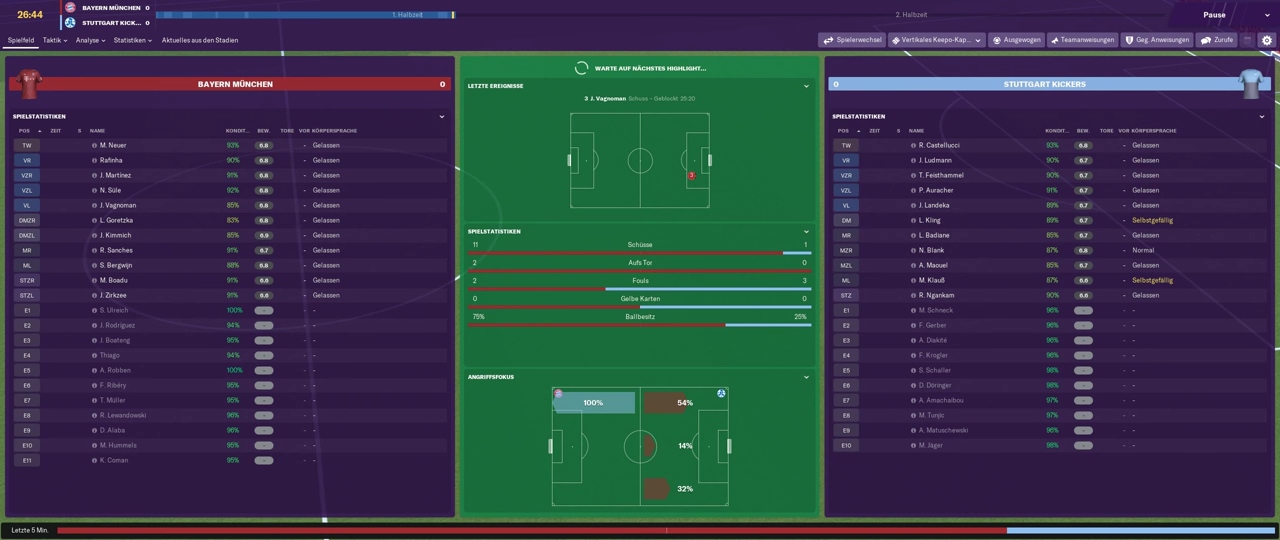 26:44
BAYERN MÜNCHEN 0
STUTTGART KICK... 0
1. Halbzeit
2. Halbzeit
Pause
Spielfeld
Taktik
Analyse
Statistiken
Aktuelles aus den Stadien
Spielerwechsel
Vertikales Keepo-Kap...
Ausgewogen
Teamanweisungen
Geg. Anweisungen
Zurufe
BAYERN MÜNCHEN 0
SPIELSTATISTIKEN
POS ZEIT S NAME KONDIT... BEW. TORE VOR KÖRPERSPRACHE
TW M. Neuer 93% 6.8 - Gelassen
VR Rafinha 90% 6.8 - Gelassen
VZR J. Martínez 91% 6.8 - Gelassen
VZL N. Süle 92% 6.8 - Gelassen
VL J. Vagnoman 85% 6.8 - Gelassen
DMZR L. Goretzka 83% 6.8 - Gelassen
DMZL J. Kimmich 85% 6.9 - Gelassen
MR R. Sanches 91% 6.7 - Gelassen
ML S. Bergwijn 88% 6.8 - Gelassen
STZR M. Boadu 91% 6.6 - Gelassen
STZL J. Zirkzee 91% 6.6 - Gelassen
E1 S. Ulreich 100% - - -
E2 J. Rodríguez 94% - - -
E3 J. Boateng 95% - - -
E4 Thiago 94% - - -
E5 A. Robben 100% - - -
E6 F. Ribéry 95% - - -
E7 T. Müller 95% - - -
E8 R. Lewandowski 96% - - -
E9 D. Alaba 96% - - -
E10 M. Hummels 95% - - -
E11 K. Coman 95% - - -
WARTE AUF NÄCHSTES HIGHLIGHT...
LETZTE EREIGNISSE
3 J. Vagnoman Schuss - Geblockt 25:20
3
SPIELSTATISTIKEN
11 Schüsse 1
2 Aufs Tor 0
2 Fouls 3
0 Gelbe Karten 0
75% Ballbesitz 25%
ANGRIFFSFOKUS
100% 54%
14%
32%
0 STUTTGART KICKERS
SPIELSTATISTIKEN
POS ZEIT S NAME KONDIT... BEW. TORE VOR KÖRPERSPRACHE
TW R. Castellucci 93% 6.8 - Gelassen
VR J. Ludmann 90% 6.7 - Gelassen
VZR T. Feisthammel 90% 6.7 - Gelassen
VZL P. Auracher 91% 6.7 - Gelassen
VL J. Landeka 89% 6.7 - Gelassen
DM L. Kling 89% 6.7 - Selbstgefällig
MR L. Badiane 85% 6.7 - Gelassen
MZR N. Blank 87% 6.8 - Normal
MZL A. Maouel 85% 6.7 - Gelassen
ML M. Klauß 87% 6.6 - Selbstgefällig
STZ R. Ngankam 90% 6.6 - Gelassen
E1 M. Schneck 96% - - -
E2 F. Gerber 96% - - -
E3 A. Diakité 96% - - -
E4 F. Krogler 96% - - -
E5 S. Schaller 98% - - -
E6 D. Döringer 98% - - -
E7 A. Amachaibou 97% - - -
E8 M. Tunjic 97% - - -
E9 A. Matuschewski 96% - - -
E10 M. Jäger 98% - - -
Letzte 5 Min.